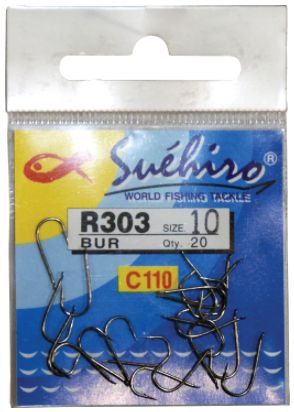 Suéhiro®
WORLD FISHING TACKLE
R303 SIZE. 10
BUR Qty. 20
C110